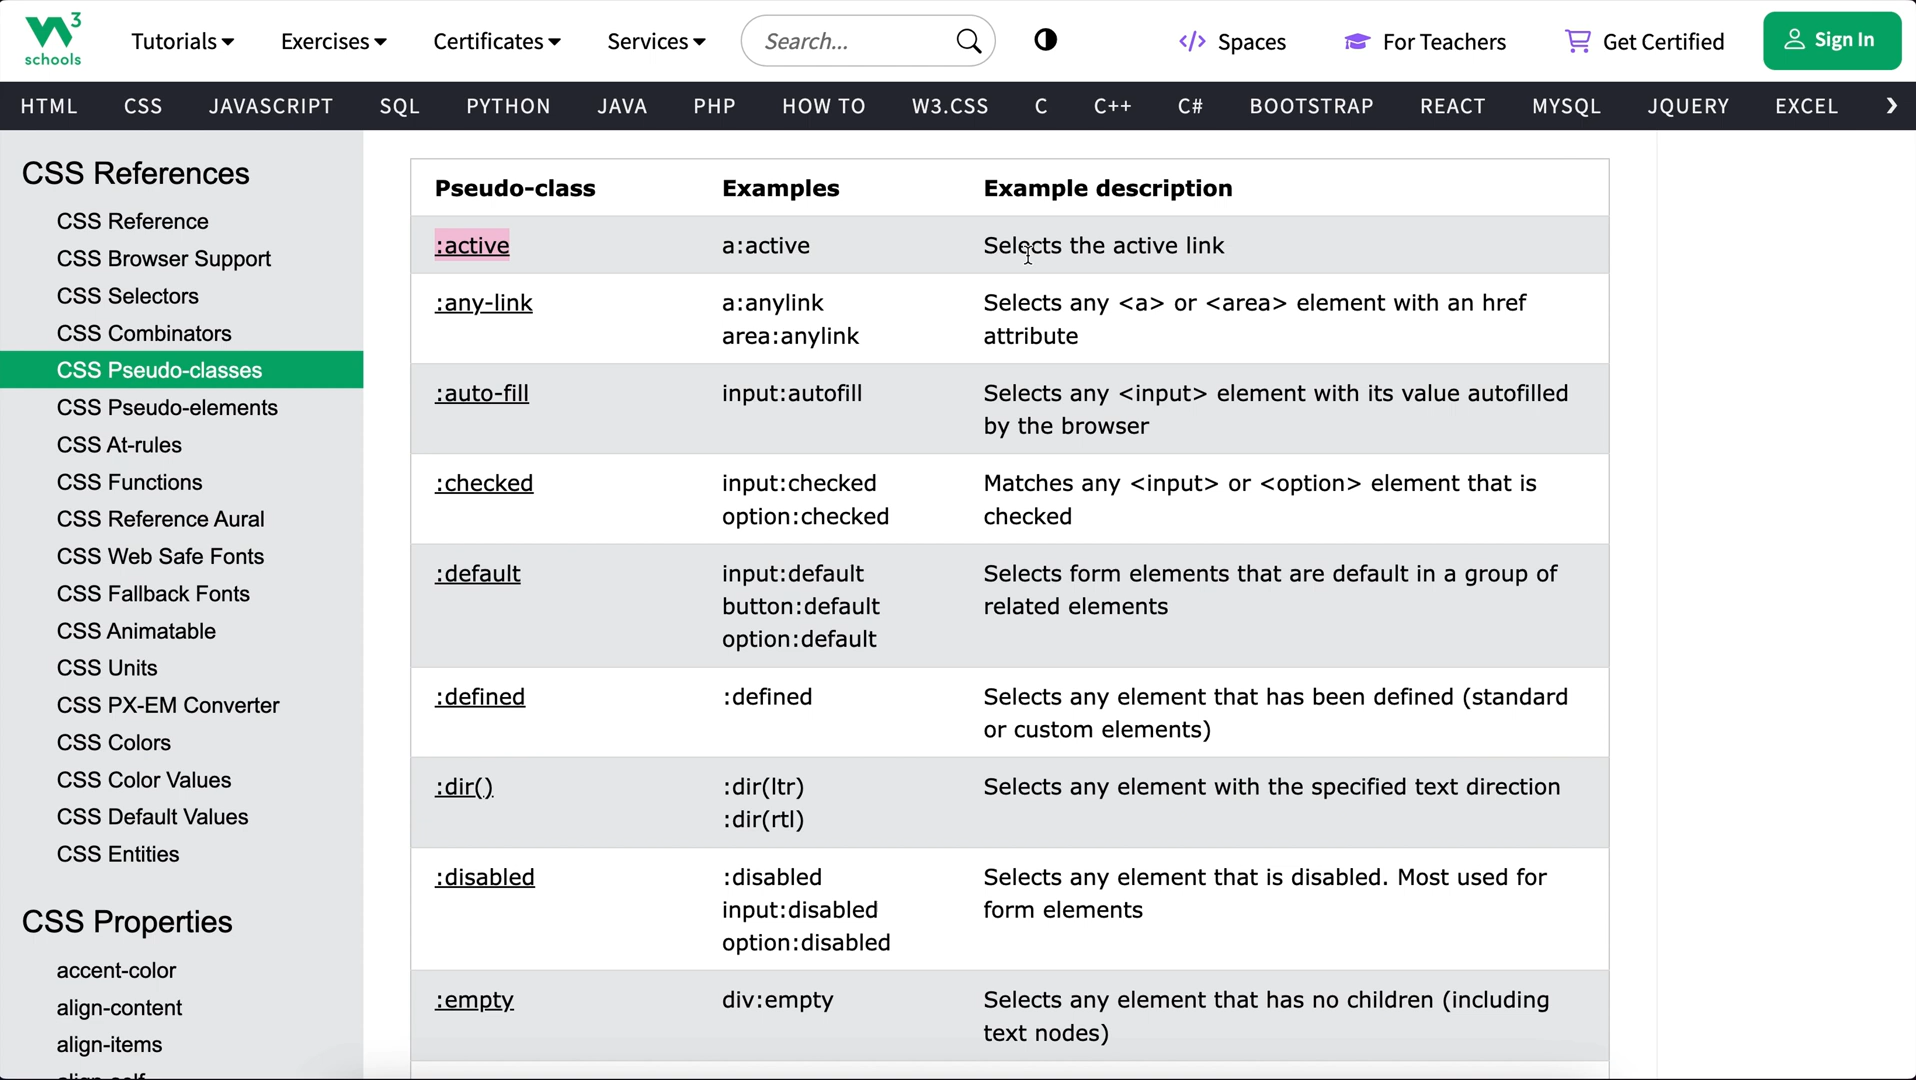 W3
schools
Tutorials
Exercises
Certificates
Services
Search...
</> Spaces
For Teachers
Get Certified
Sign In
HTML CSS JAVASCRIPT SQL PYTHON JAVA PHP HOW TO W3.CSS C C++ C# BOOTSTRAP REACT MYSQL JQUERY EXCEL ❯
CSS References
CSS Reference
CSS Browser Support
CSS Selectors
CSS Combinators
CSS Pseudo-classes
CSS Pseudo-elements
CSS At-rules
CSS Functions
CSS Reference Aural
CSS Web Safe Fonts
CSS Fallback Fonts
CSS Animatable
CSS Units
CSS PX-EM Converter
CSS Colors
CSS Color Values
CSS Default Values
CSS Entities
CSS Properties
accent-color
align-content
align-items
align-self
Pseudo-class Examples Example description
:active a:active Selects the active link
:any-link a:anylink Selects any <a> or <area> element with an href
area:anylink attribute
:auto-fill input:autofill Selects any <input> element with its value autofilled
by the browser
:checked input:checked Matches any <input> or <option> element that is
option:checked checked
:default input:default Selects form elements that are default in a group of
button:default related elements
option:default
:defined :defined Selects any element that has been defined (standard
or custom elements)
:dir() :dir(ltr) Selects any element with the specified text direction
:dir(rtl)
:disabled :disabled Selects any element that is disabled. Most used for
input:disabled form elements
option:disabled
:empty div:empty Selects any element that has no children (including
text nodes)